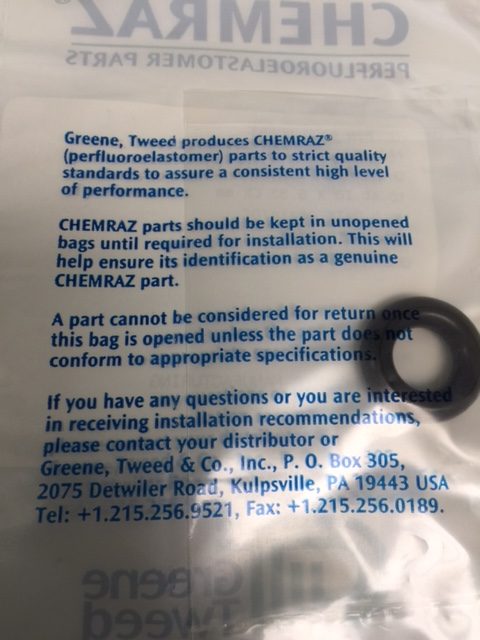 CHEMRAZ®
PERFLUOROELASTOMER PARTS
Greene, Tweed produces CHEMRAZ®
(perfluoroelastomer) parts to strict quality
standards to assure a consistent high level
of performance.
CHEMRAZ parts should be kept in unopened
bags until required for installation. This will
help ensure its identification as a genuine
CHEMRAZ part.
A part cannot be considered for return once
this bag is opened unless the part does not
conform to appropriate specifications.
If you have any questions or you are interested
in receiving installation recommendations,
please contact your distributor or
Greene, Tweed & Co., Inc., P. O. Box 305,
2075 Detwiler Road, Kulpsville, PA 19443 USA
Tel: +1.215.256.9521, Fax: +1.215.256.0189.
Greene
Tweed